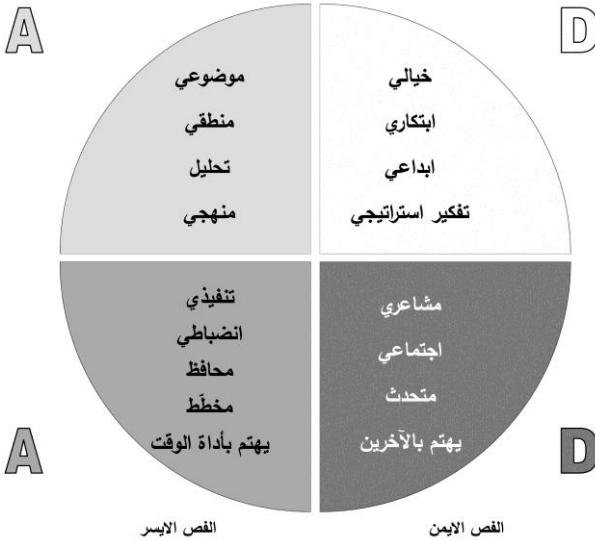 D
خيالي
ابتكاري
ابداعي
تفكير استراتيجي
A
موضوعي
منطقي
تحليل
منهجي
مشاعري
اجتماعي
متحدث
يهتم بالآخرين
D
تنفيذي
انضباطي
محافظ
مخطّط
يهتم بأداة الوقت
A
الفص الايمن
الفص الايسر